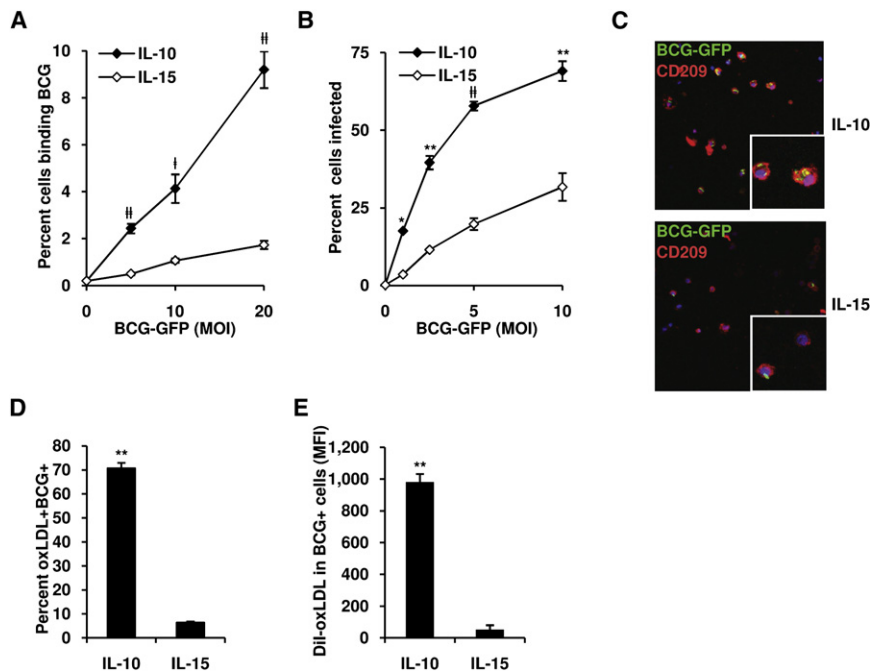 A
Percent cells binding BCG
10
8
6
4
2
0
IL-10
IL-15
ǂǂ
ǂ
ǂǂ
0
10
20
BCG-GFP (MOI)
B
Percent cells infected
75
50
25
0
IL-10
IL-15
*
**
ǂǂ
**
0
5
10
BCG-GFP (MOI)
C
BCG-GFP
CD209
IL-10
BCG-GFP
CD209
IL-15
D
Percent oxLDL+BCG+
80
70
60
50
40
30
20
10
0
**
IL-10 IL-15
E
DiI-oxLDL in BCG+ cells (MFI)
1,200
1,000
800
600
400
200
0
**
IL-10 IL-15